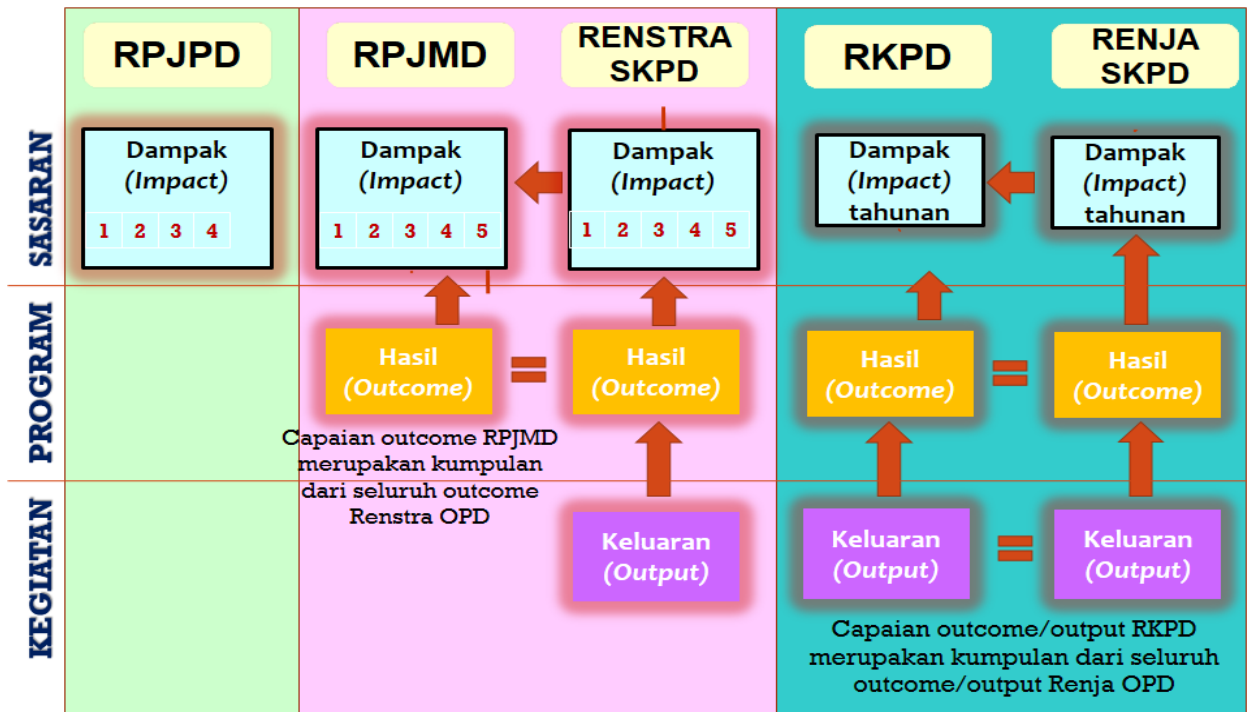 RPJPD
RPJMD
RENSTRA
SKPD
RKPD
RENJA
SKPD
SASARAN
Dampak
(Impact)
1 2 3 4
Dampak
(Impact)
1 2 3 4 5
Dampak
(Impact)
1 2 3 4 5
Dampak
(Impact)
tahunan
Dampak
(Impact)
tahunan
PROGRAM
Hasil
(Outcome)
=
Hasil
(Outcome)
Hasil
(Outcome)
=
Hasil
(Outcome)
Capaian outcome RPJMD
merupakan kumpulan
dari seluruh outcome
Renstra OPD
KEGIATAN
Keluaran
(Output)
Keluaran
(Output)
=
Keluaran
(Output)
Capaian outcome/output RKPD
merupakan kumpulan dari seluruh
outcome/output Renja OPD